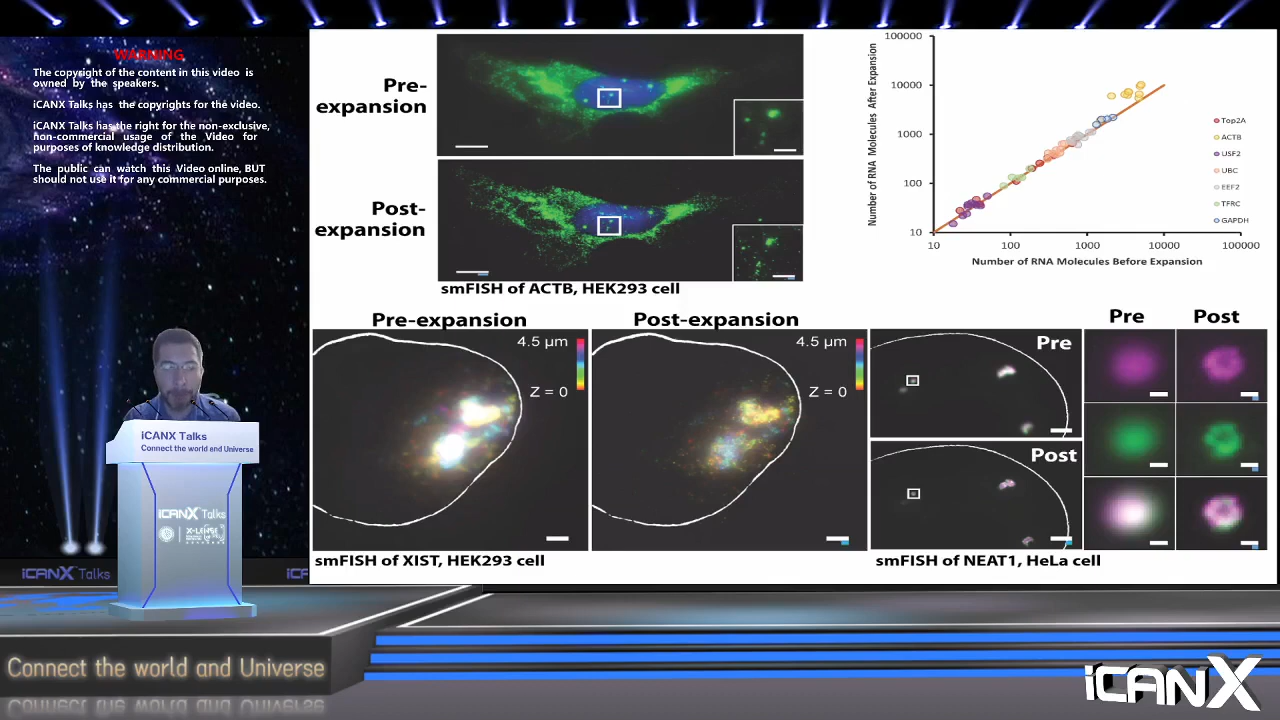 WARNING
The copyright of the content in this video is
owned by the speakers.
iCANX Talks has the copyrights for the video.
iCANX Talks has the right for the non-exclusive,
non-commercial usage of the Video for
purposes of knowledge distribution.
The public can watch this Video online, BUT
should not use it for any commercial purposes.
Pre-
expansion
Post-
expansion
smFISH of ACTB, HEK293 cell
Number of RNA Molecules After Expansion
100000
10000
1000
100
10
10
100
1000
10000
100000
Number of RNA Molecules Before Expansion
Top2A
ACTB
USF2
UBC
EEF2
TFRC
GAPDH
Pre-expansion
Post-expansion
4.5 µm
Z = 0
4.5 µm
Z = 0
smFISH of XIST, HEK293 cell
Pre
Post
Pre
Post
smFISH of NEAT1, HeLa cell
iCANX Talks
Connect the world and Universe
iCANX Talks
iCANX Talks
iCA
Connect the world and Universe
iCANX